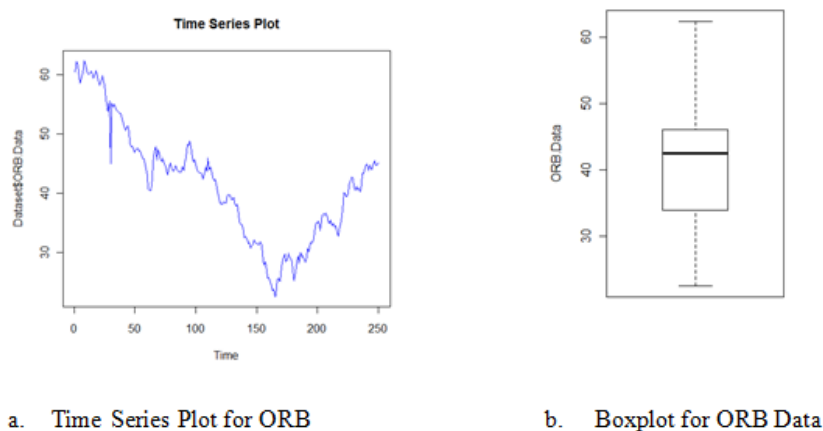 Time Series Plot
Dataset$ORB.Data
60
50
40
30
0 50 100 150 200 250
Time
ORB.Data
60
50
40
30
a. Time Series Plot for ORB
b. Boxplot for ORB Data